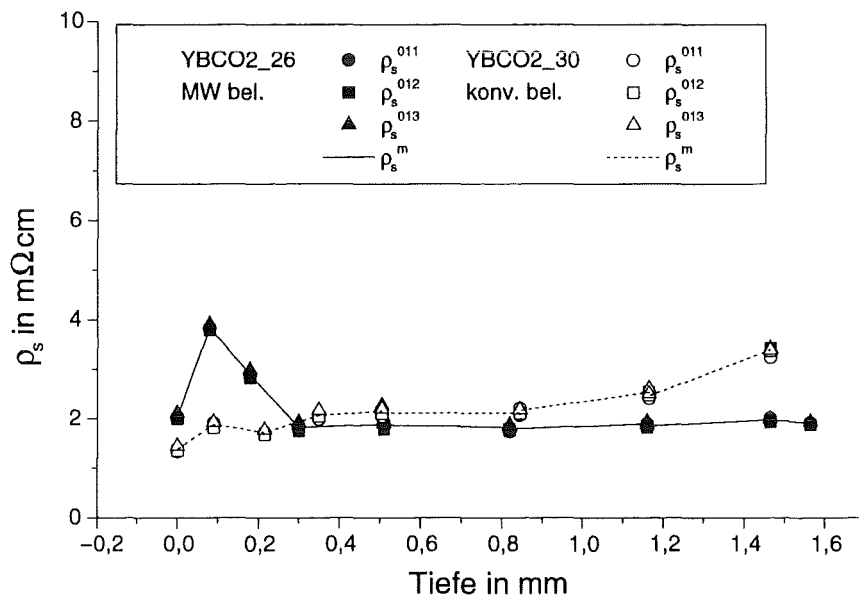 10
8
6
4
2
0
ρₛ in mΩcm
YBCO2_26 ρₛ⁰¹¹ YBCO2_30 ρₛ⁰¹¹
MW bel. ρₛ⁰¹² konv. bel. ρₛ⁰¹²
ρₛ⁰¹³ ρₛ⁰¹³
ρₛᵐ ρₛᵐ
−0,2 0,0 0,2 0,4 0,6 0,8 1,0 1,2 1,4 1,6
Tiefe in mm